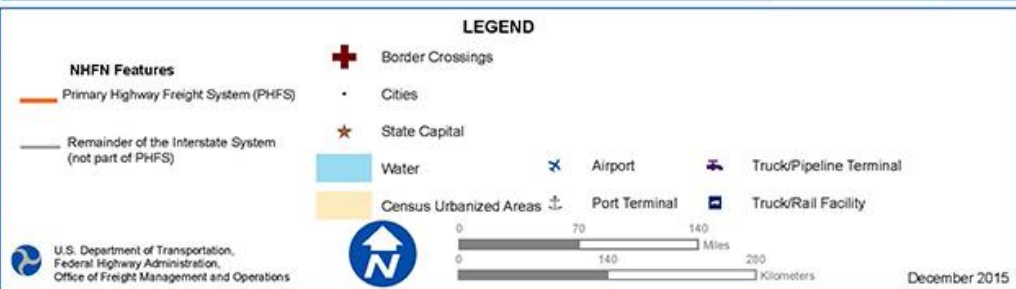 LEGEND
NHFN Features
Primary Highway Freight System (PHFS)
Remainder of the Interstate System
(not part of PHFS)
Border Crossings
Cities
State Capital
Water
Census Urbanized Areas
Airport
Port Terminal
Truck/Pipeline Terminal
Truck/Rail Facility
U.S. Department of Transportation,
Federal Highway Administration,
Office of Freight Management and Operations
N
0 70 140
Miles
0 140 280
Kilometers
December 2015